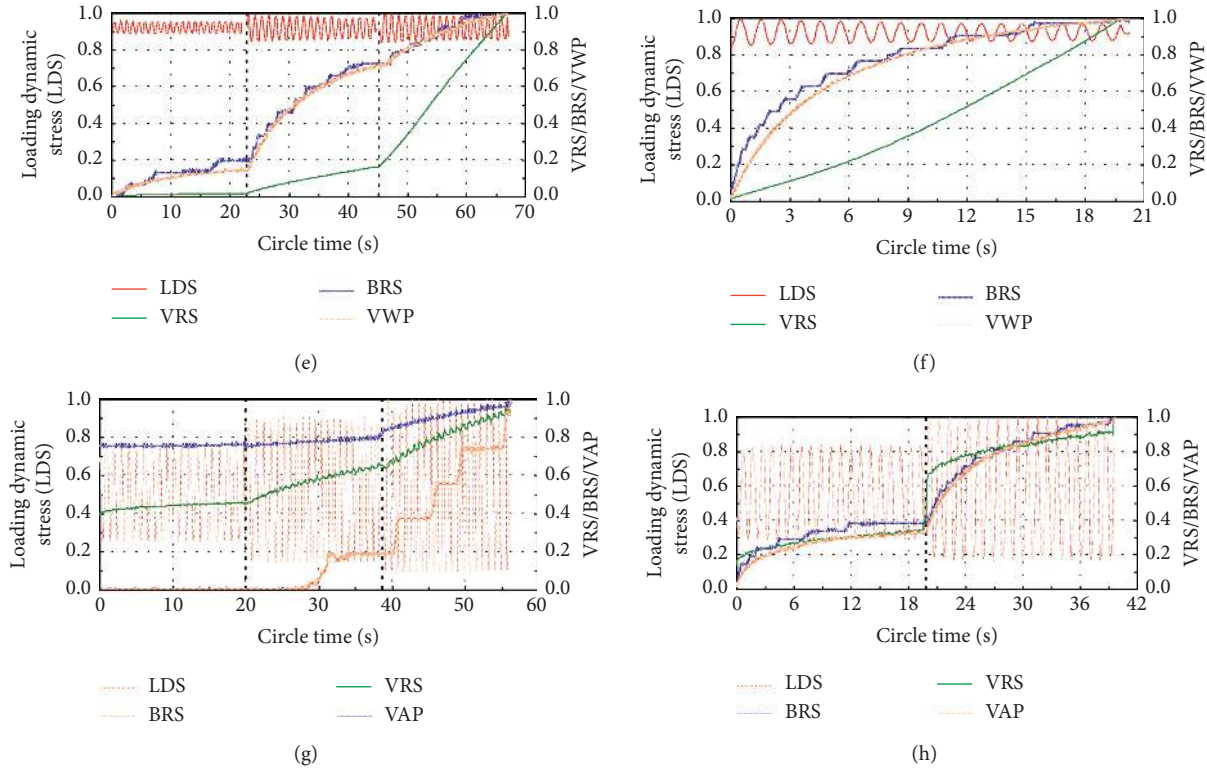 1.0
0.8
0.6
0.4
0.2
0.0
Loading dynamic
stress (LDS)
0 10 20 30 40 50 60 70
Circle time (s)
1.0
0.8
0.6
0.4
0.2
0.0
VRS/BRS/VWP
LDS
BRS
VRS
VWP
(e)
1.0
0.8
0.6
0.4
0.2
0.0
Loading dynamic
stress (LDS)
0 3 6 9 12 15 18 21
Circle time (s)
1.0
0.8
0.6
0.4
0.2
0.0
VRS/BRS/VWP
LDS
BRS
VRS
VWP
(f)
1.0
0.8
0.6
0.4
0.2
0.0
Loading dynamic
stress (LDS)
0 10 20 30 40 50 60
Circle time (s)
1.0
0.8
0.6
0.4
0.2
0.0
VRS/BRS/VAP
LDS
VRS
BRS
VAP
(g)
1.0
0.8
0.6
0.4
0.2
0.0
Loading dynamic
stress (LDS)
0 6 12 18 24 30 36 42
Circle time (s)
1.0
0.8
0.6
0.4
0.2
0.0
VRS/BRS/VAP
LDS
VRS
BRS
VAP
(h)